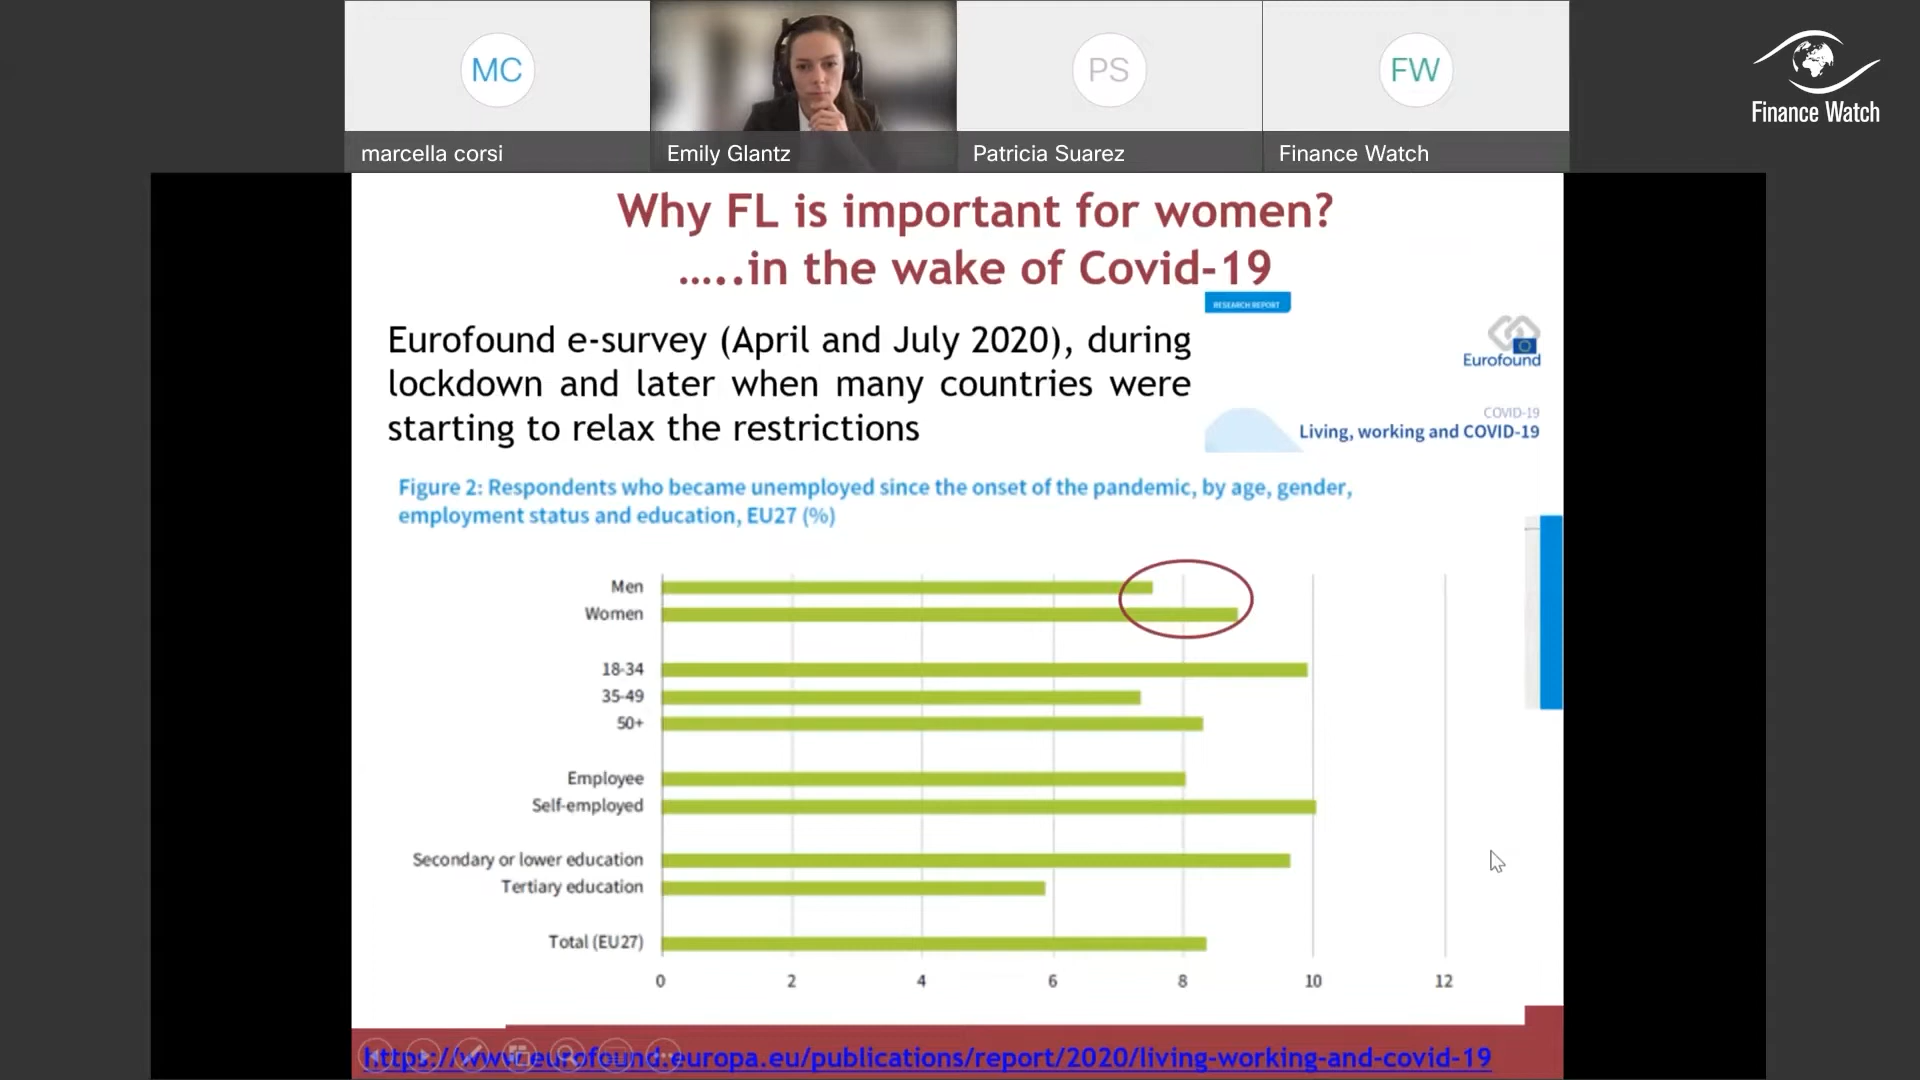 MC
PS
FW
Finance Watch
marcella corsi
Emily Glantz
Patricia Suarez
Finance Watch
Why FL is important for women?
.....in the wake of Covid-19
RESEARCH REPORT
Eurofound e-survey (April and July 2020), during
lockdown and later when many countries were
starting to relax the restrictions
Eurofound
COVID-19
Living, working and COVID-19
Figure 2: Respondents who became unemployed since the onset of the pandemic, by age, gender,
employment status and education, EU27 (%)
Men
Women
18-34
35-49
50+
Employee
Self-employed
Secondary or lower education
Tertiary education
Total (EU27)
0 2 4 6 8 10 12
https://www.eurofound.europa.eu/publications/report/2020/living-working-and-covid-19